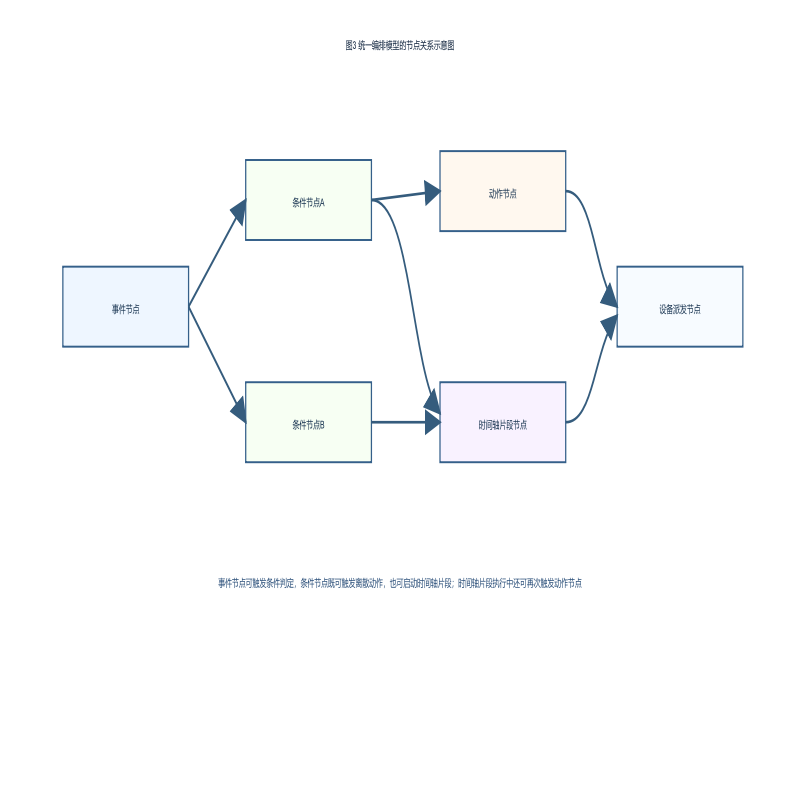 图3 统一编排模型的节点关系示意图
条件节点A
动作节点
事件节点
设备派发节点
条件节点B
时间轴片段节点
事件节点可触发条件判定，条件节点既可触发离散动作，也可启动时间轴片段；时间轴片段执行中还可再次触发动作节点